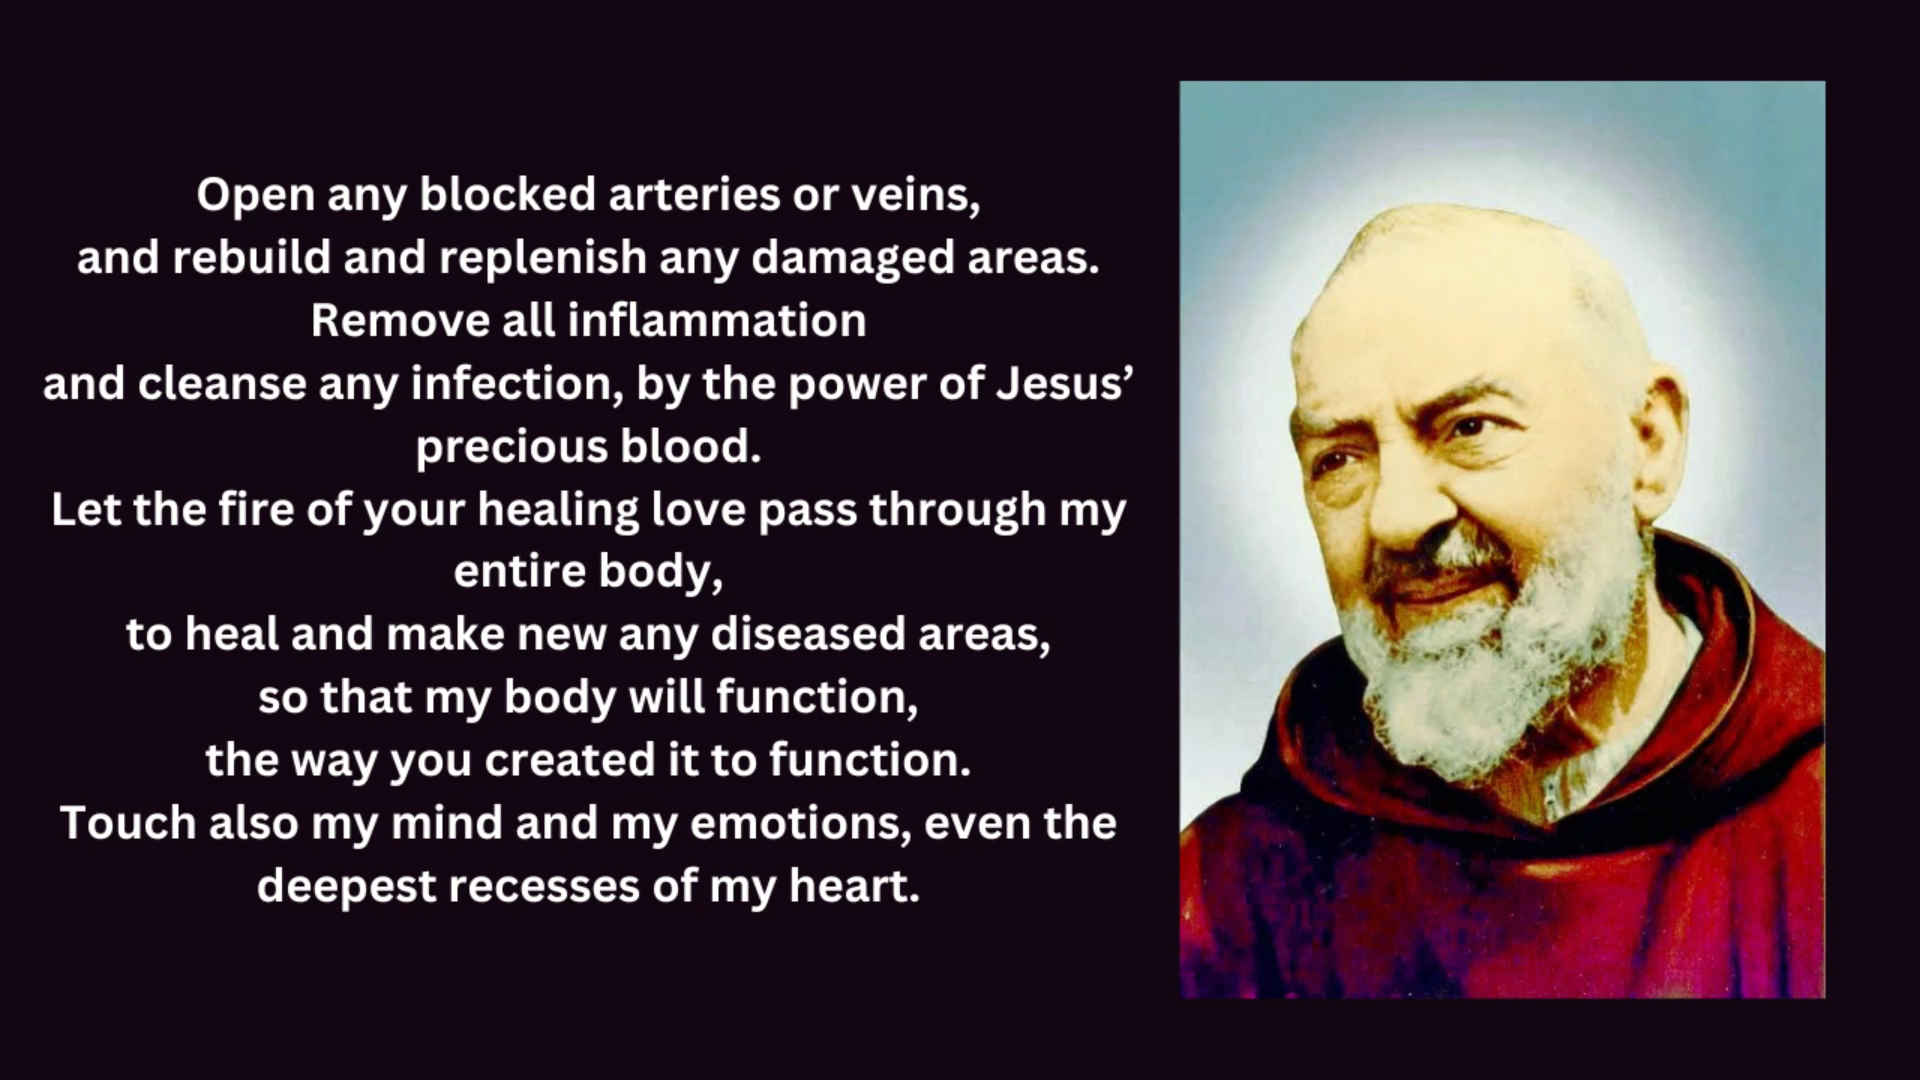 Open any blocked arteries or veins,
and rebuild and replenish any damaged areas.
Remove all inflammation
and cleanse any infection, by the power of Jesus’
precious blood.
Let the fire of your healing love pass through my
entire body,
to heal and make new any diseased areas,
so that my body will function,
the way you created it to function.
Touch also my mind and my emotions, even the
deepest recesses of my heart.